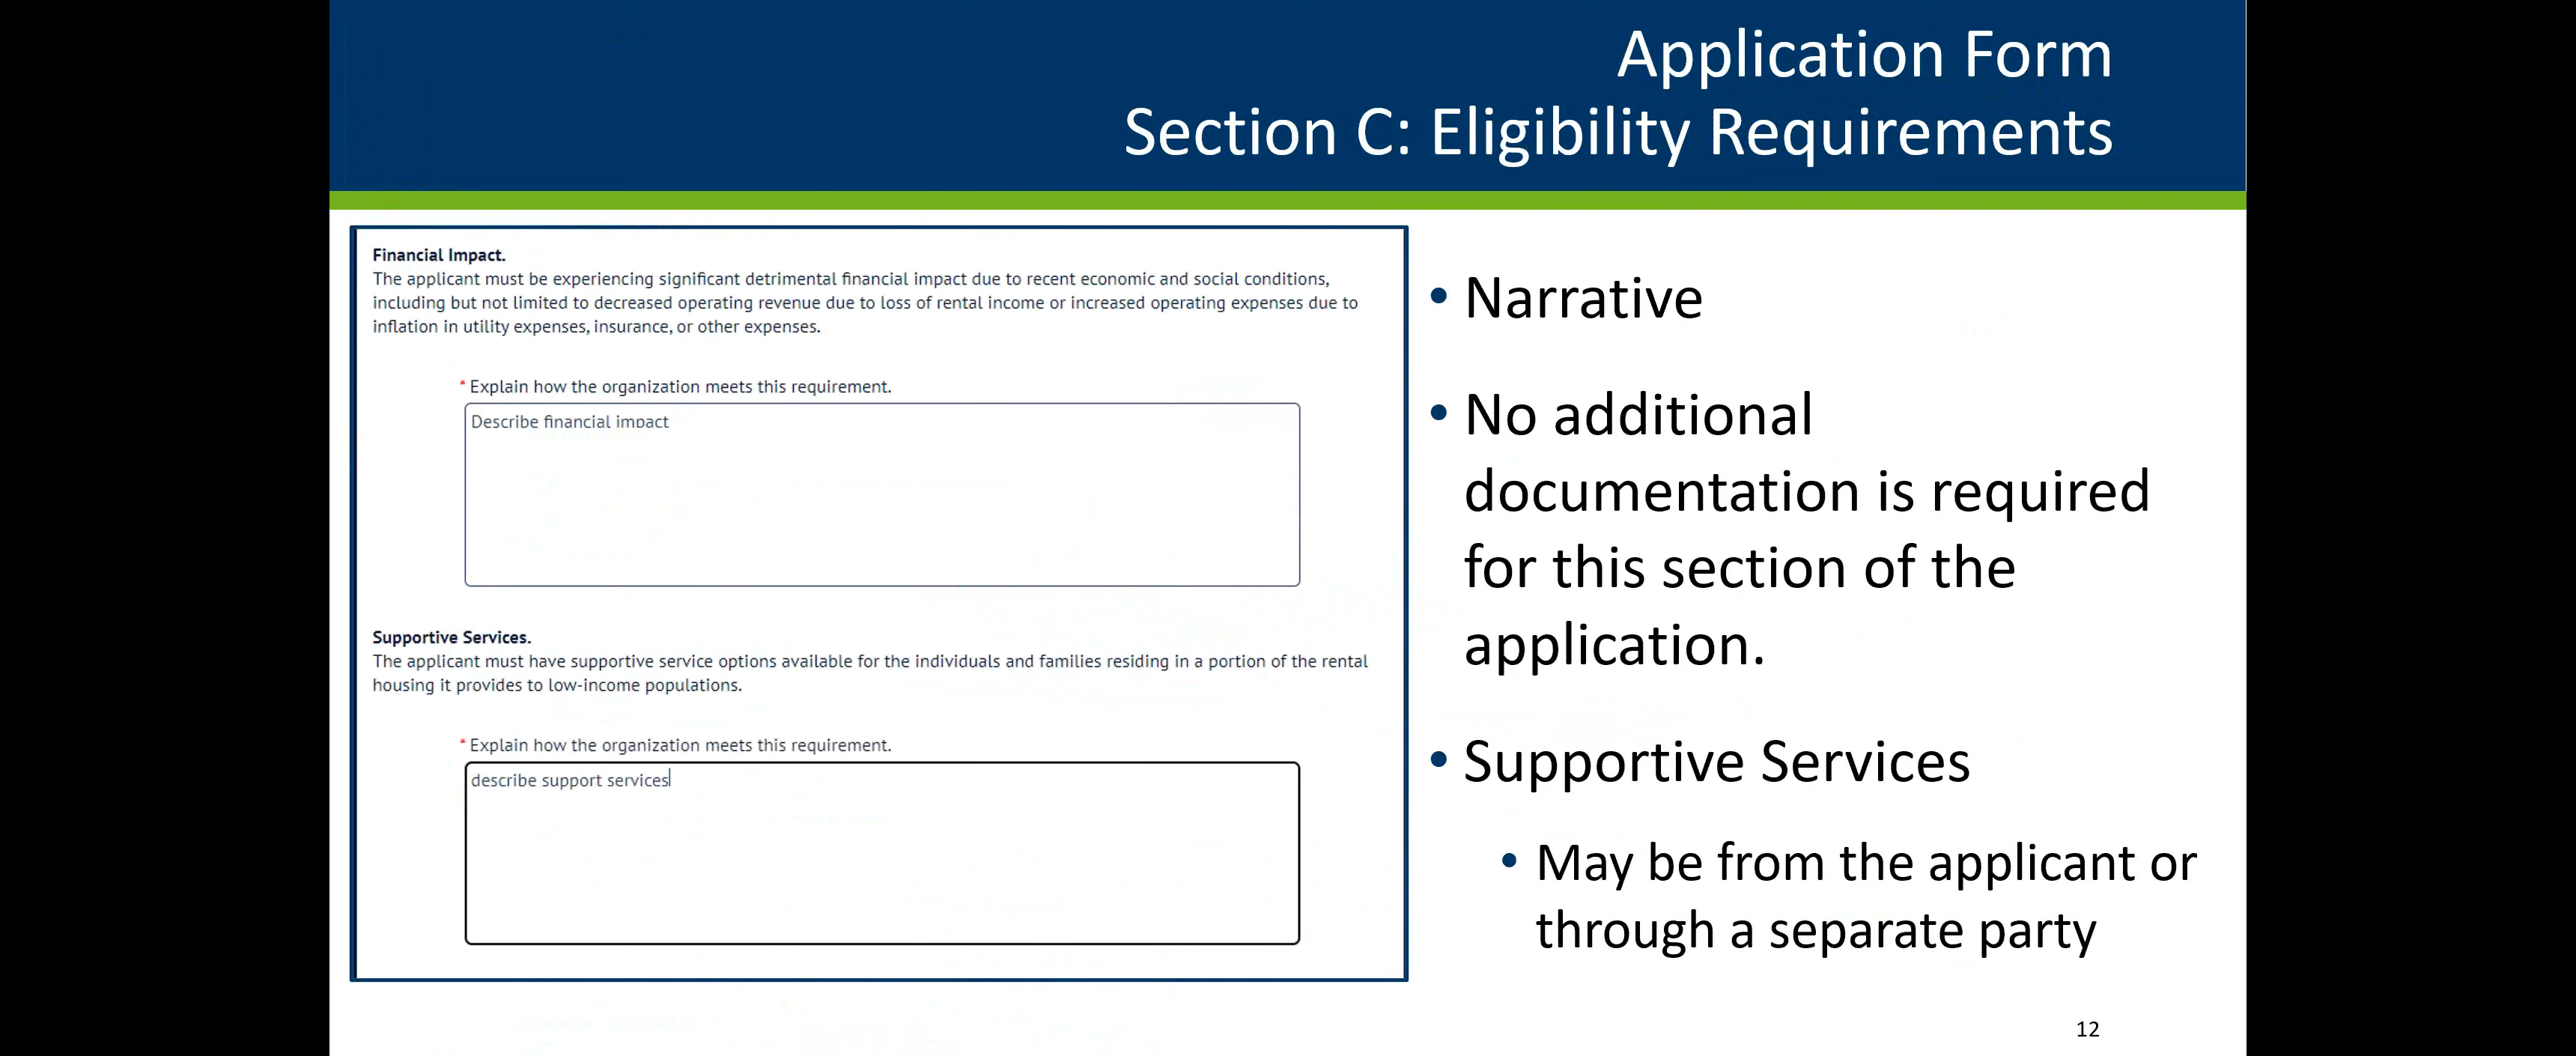 Application Form
Section C: Eligibility Requirements
Financial Impact.
The applicant must be experiencing significant detrimental financial impact due to recent economic and social conditions,
including but not limited to decreased operating revenue due to loss of rental income or increased operating expenses due to
inflation in utility expenses, insurance, or other expenses.
* Explain how the organization meets this requirement.
Describe financial impact
Supportive Services.
The applicant must have supportive service options available for the individuals and families residing in a portion of the rental
housing it provides to low-income populations.
* Explain how the organization meets this requirement.
describe support services
• Narrative
• No additional
documentation is required
for this section of the
application.
• Supportive Services
• May be from the applicant or
through a separate party
12